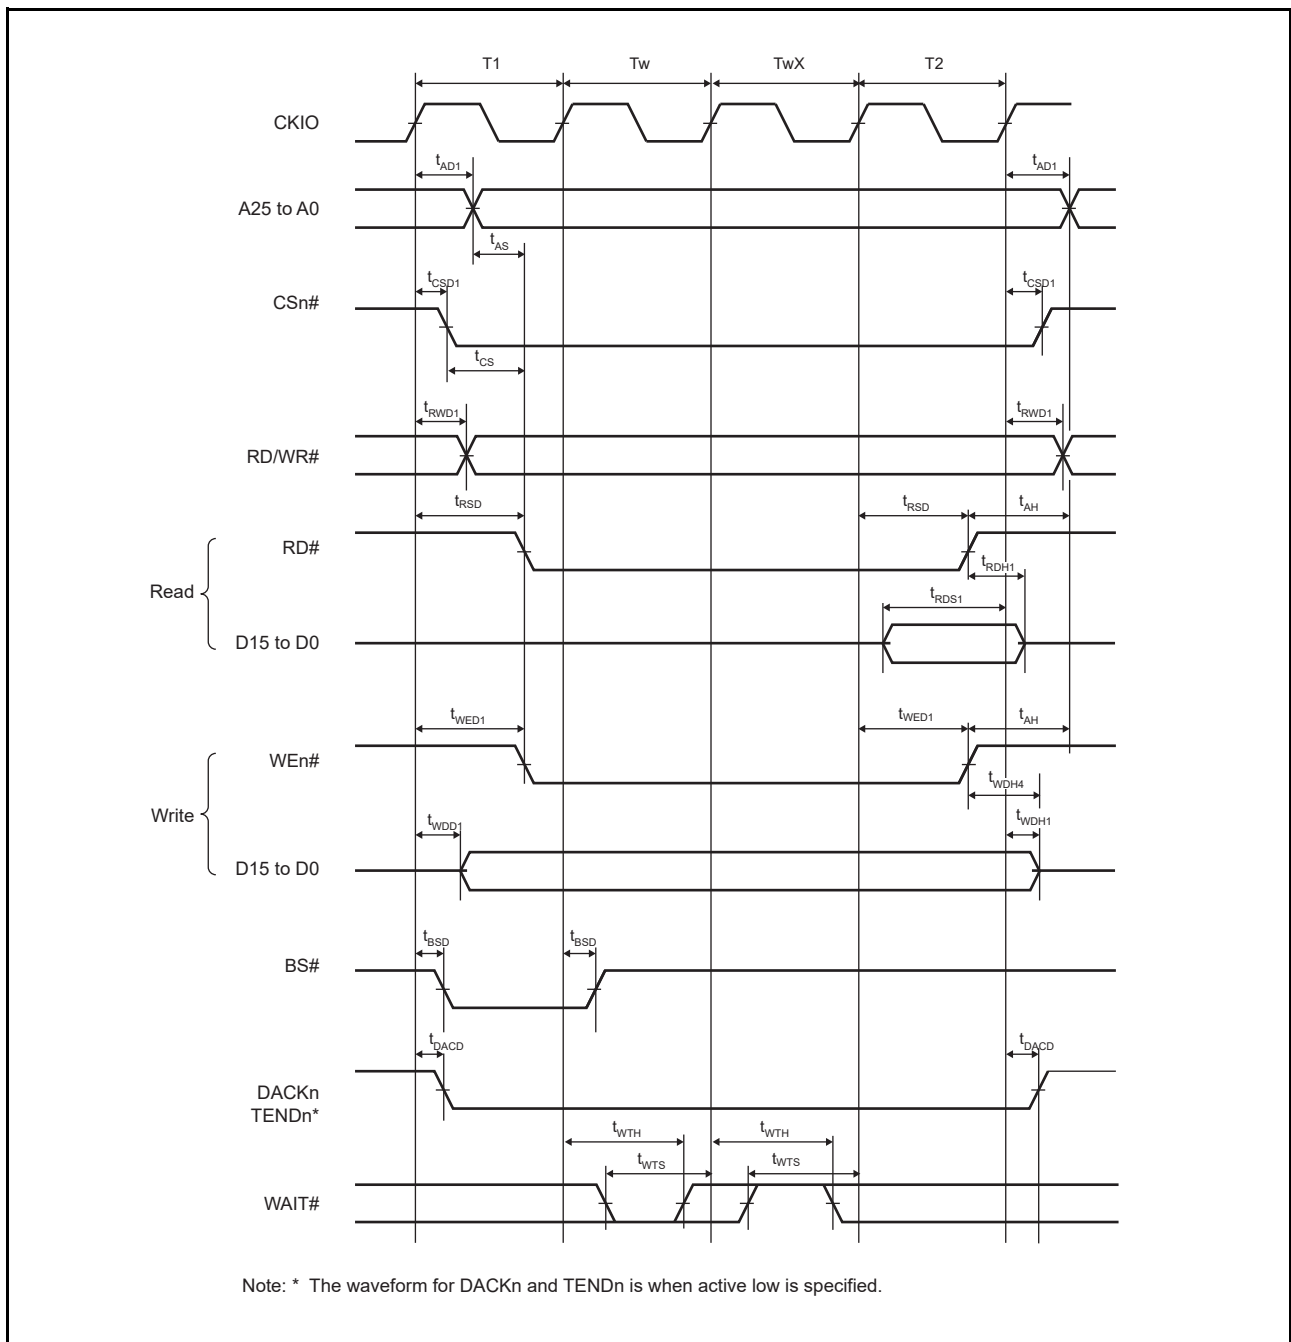 T1 Tw TwX T2
CKIO
tAD1 tAD1
A25 to A0
tAS
tCSD1 tCSD1
CSn#
tCS
tRWD1 tRWD1
RD/WR#
tRSD tRSD tAH
RD#
tRDH1
Read
tRDS1
D15 to D0
tWED1 tWED1 tAH
WEn#
tWDH4
Write
tWDD1 tWDH1
D15 to D0
tBSD tBSD
BS#
tDACD tDACD
DACKn
TENDn*
tWTH tWTH
tWTS tWTS
WAIT#
Note: * The waveform for DACKn and TENDn is when active low is specified.